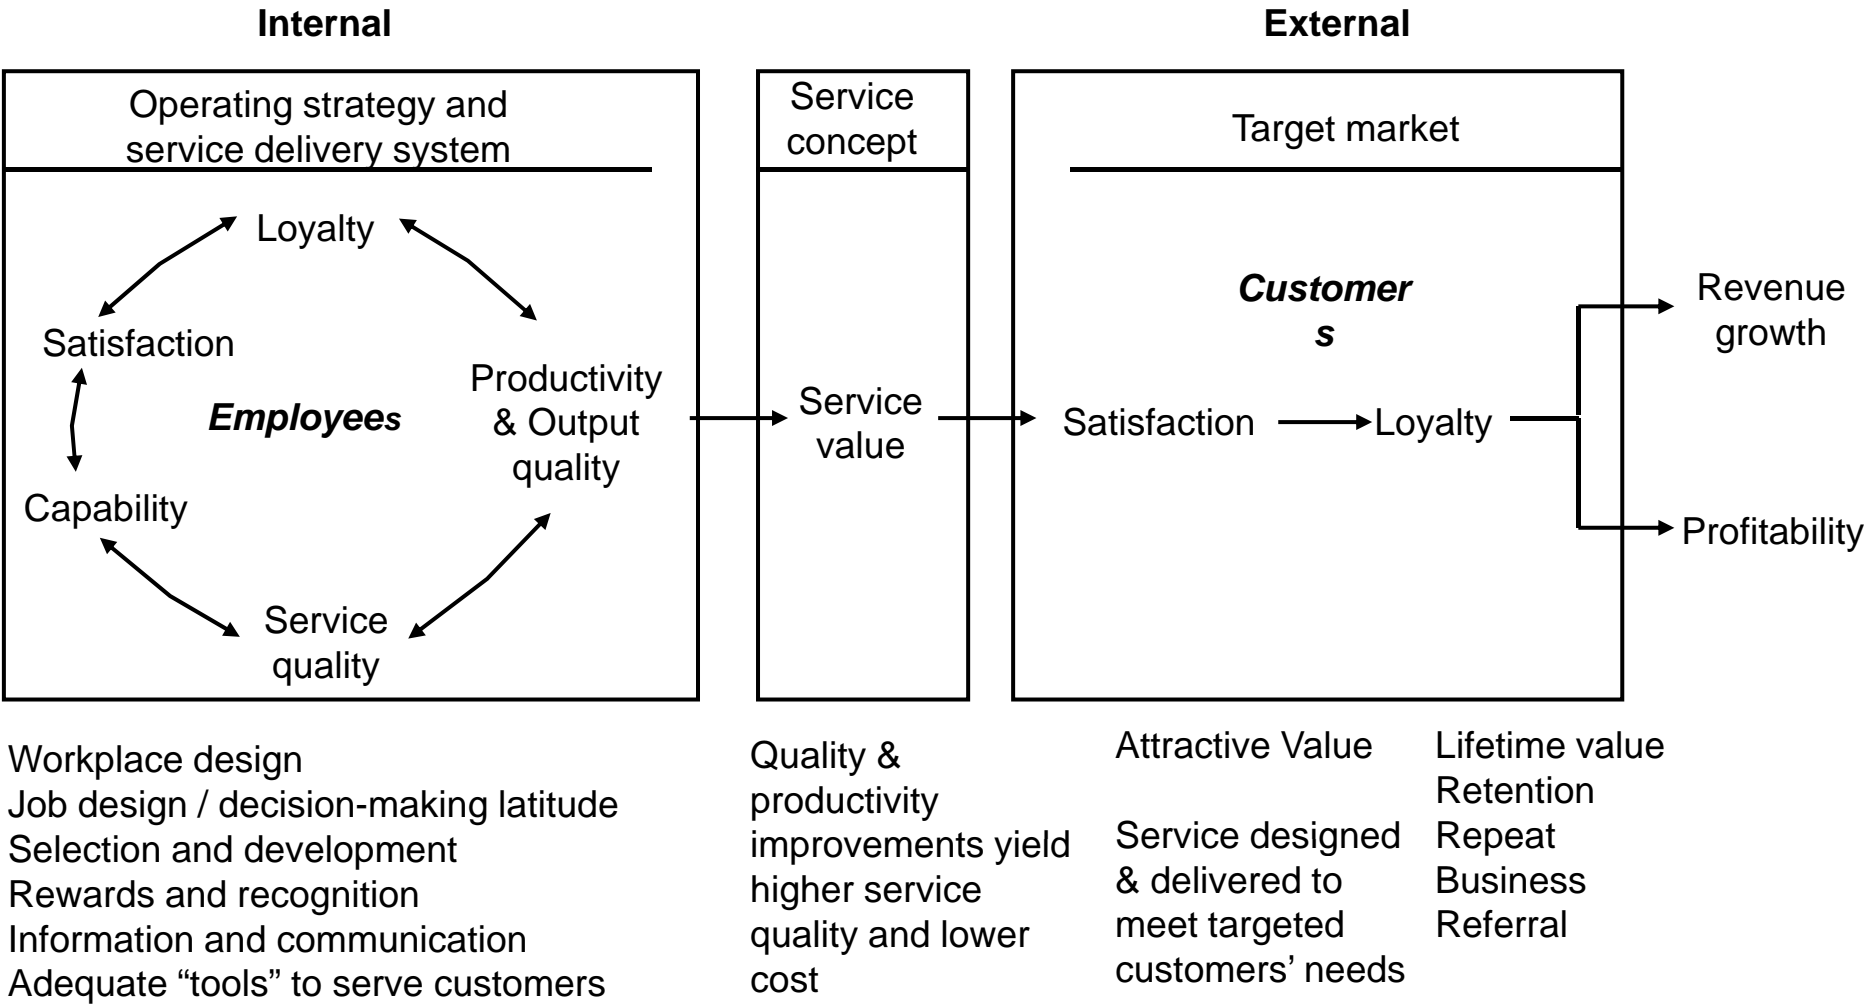 Internal
External
Operating strategy and
service delivery system
Service
concept
Target market
Loyalty
Satisfaction
Employees
Productivity
& Output
quality
Capability
Service
quality
Service
value
Customer
s
Satisfaction
Loyalty
Revenue
growth
Profitability
Workplace design
Job design / decision-making latitude
Selection and development
Rewards and recognition
Information and communication
Adequate “tools” to serve customers
Quality &
productivity
improvements yield
higher service
quality and lower
cost
Attractive Value
Service designed
& delivered to
meet targeted
customers’ needs
Lifetime value
Retention
Repeat
Business
Referral